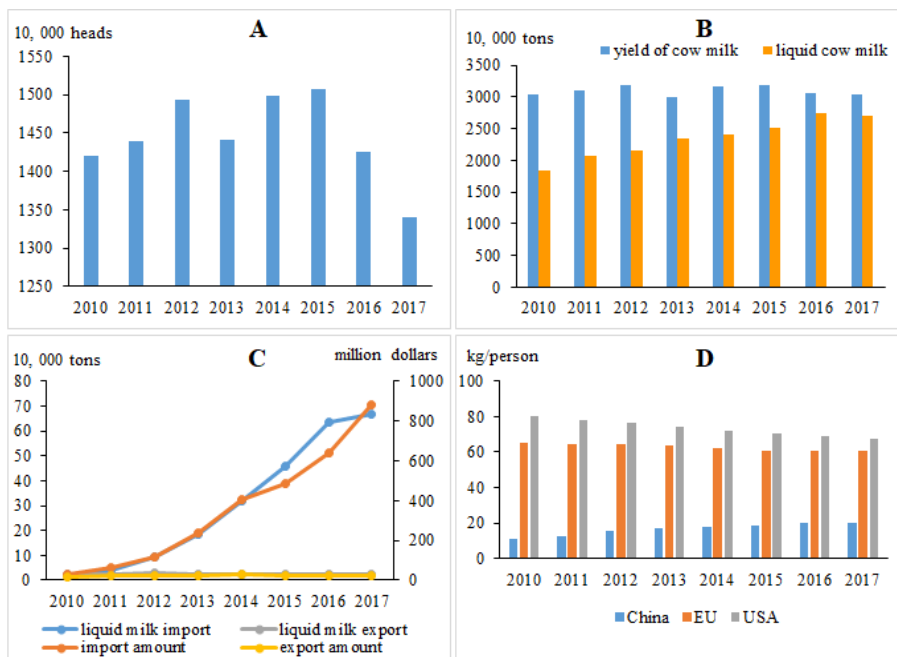 10, 000 heads
A
1550
1500
1450
1400
1350
1300
1250
2010 2011 2012 2013 2014 2015 2016 2017
B
10, 000 tons
yield of cow milk liquid cow milk
3500
3000
2500
2000
1500
1000
500
0
2010 2011 2012 2013 2014 2015 2016 2017
10, 000 tons
C
million dollars
80 1000
70
60 800
50 600
40
30 400
20 200
10
0 0
2010 2011 2012 2013 2014 2015 2016 2017
liquid milk import liquid milk export
import amount export amount
kg/person
D
100
80
60
40
20
0
2010 2011 2012 2013 2014 2015 2016 2017
China EU USA